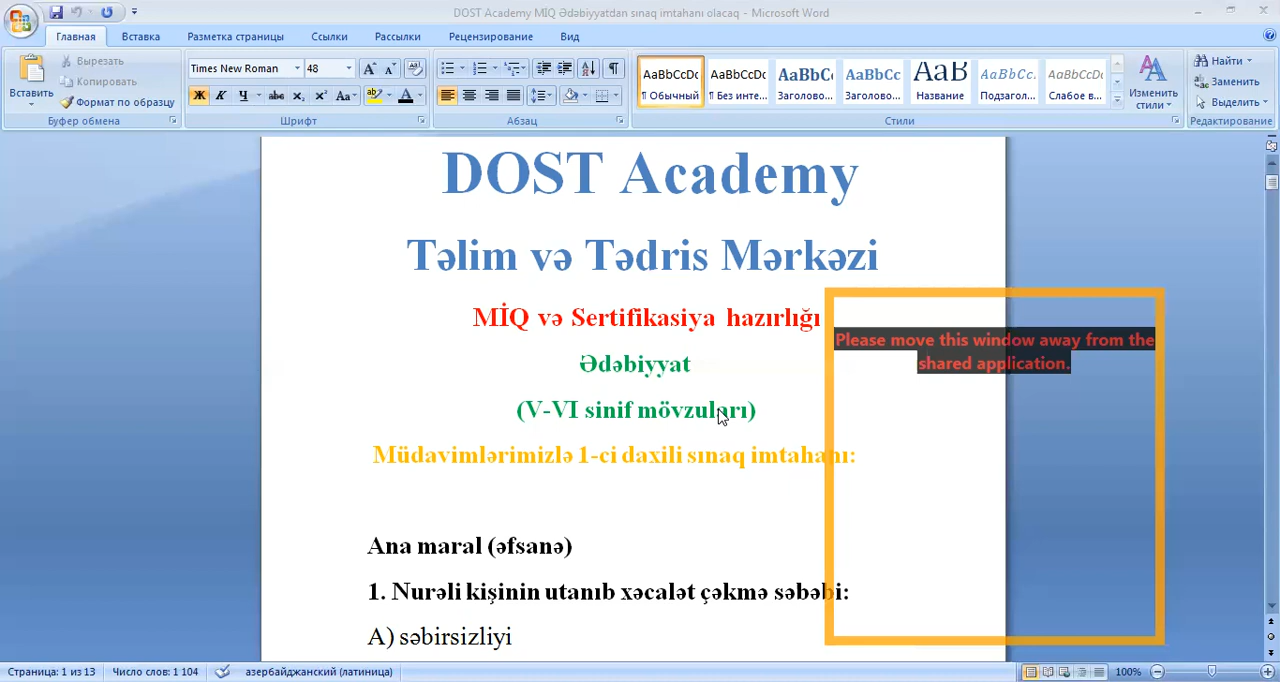 DOST Academy MİQ Ədəbiyyatdan sınaq imtahanı olacaq - Microsoft Word
Главная Вставка Разметка страницы Ссылки Рассылки Рецензирование Вид
Вставить
Вырезать
Копировать
Формат по образцу
Буфер обмена
Times New Roman 48
Шрифт
Абзац
AaBbCcDc AaBbCcDc AaBbC AaBbCc AaB AaBbCc. AaBbCcDc
¶ Обычный ¶ Без инте... Заголово... Заголово... Название Подзагол... Слабое в...
Изменить стили
Стили
Найти
Заменить
Выделить
Редактирование
DOST Academy
Təlim və Tədris Mərkəzi
MİQ və Sertifikasiya hazırlığı
Ədəbiyyat
(V-VI sinif mövzuları)
Müdavimlərimizlə 1-ci daxili sınaq imtahanı:
Please move this window away from the
shared application.
Ana maral (əfsanə)
1. Nurəli kişinin utanıb xəcalət çəkmə səbəbi:
A) səbirsizliyi
Страница: 1 из 13 Число слов: 1 104 азербайджанский (латиница) 100%